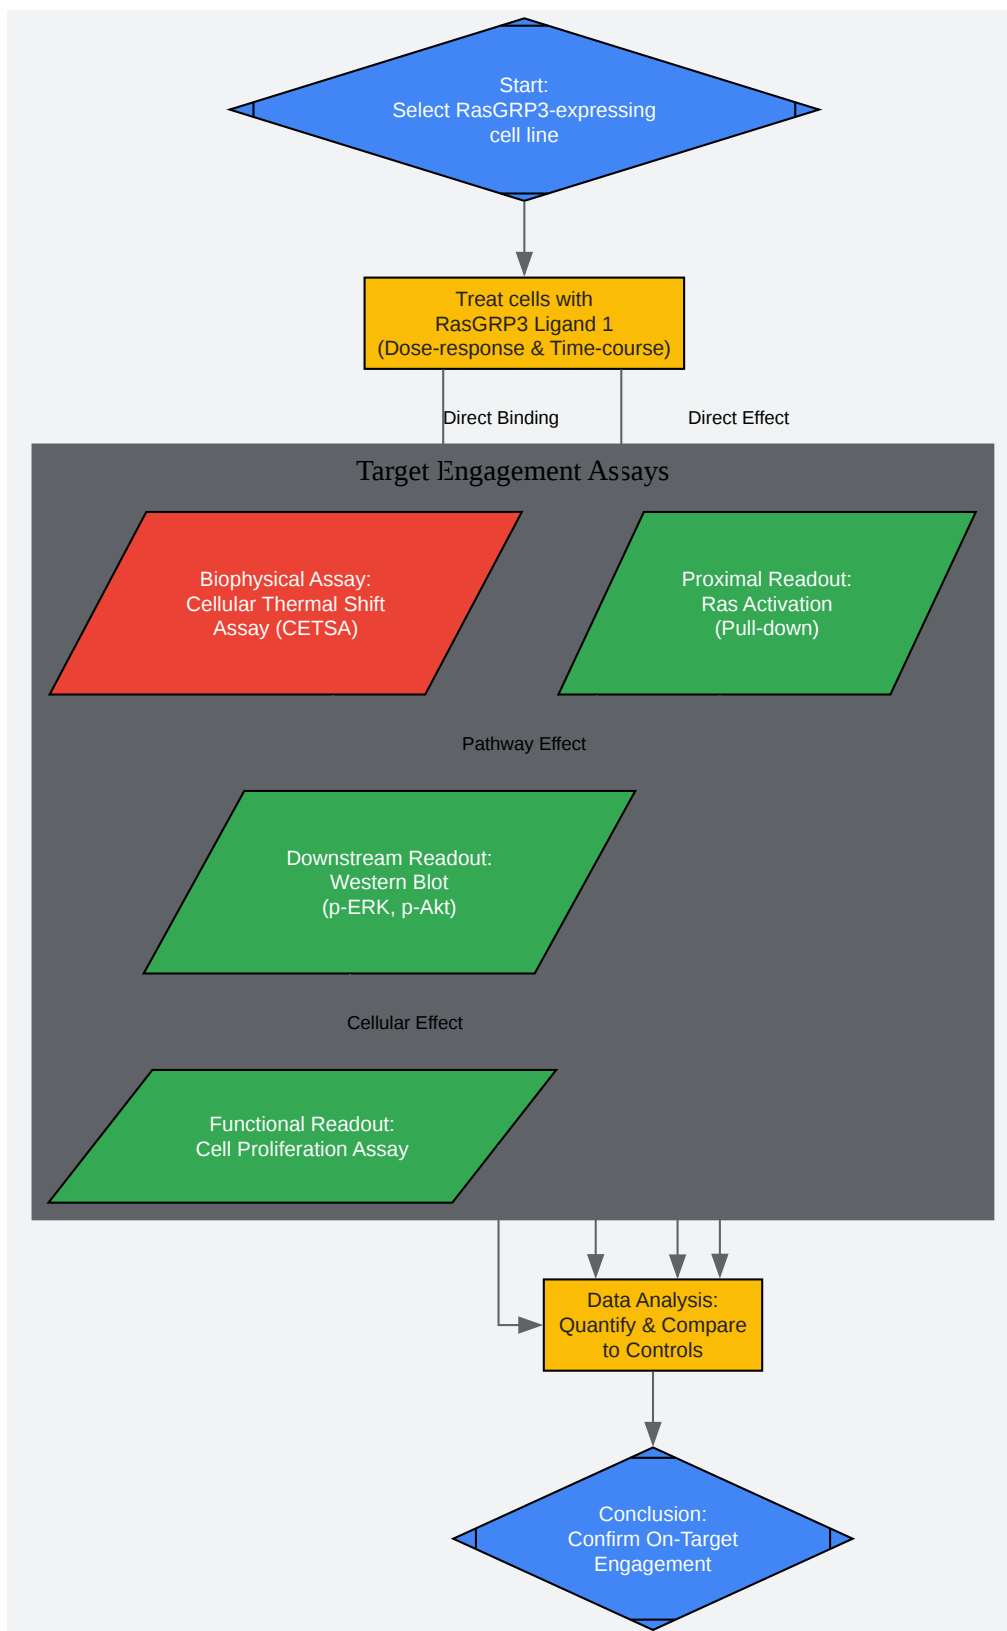 Start:
Select RasGRP3-expressing
cell line
Treat cells with
RasGRP3 Ligand 1
(Dose-response & Time-course)
Direct Binding
Direct Effect
Target Engagement Assays
Biophysical Assay:
Cellular Thermal Shift
Assay (CETSA)
Proximal Readout:
Ras Activation
(Pull-down)
Pathway Effect
Downstream Readout:
Western Blot
(p-ERK, p-Akt)
Cellular Effect
Functional Readout:
Cell Proliferation Assay
Data Analysis:
Quantify & Compare
to Controls
Conclusion:
Confirm On-Target
Engagement